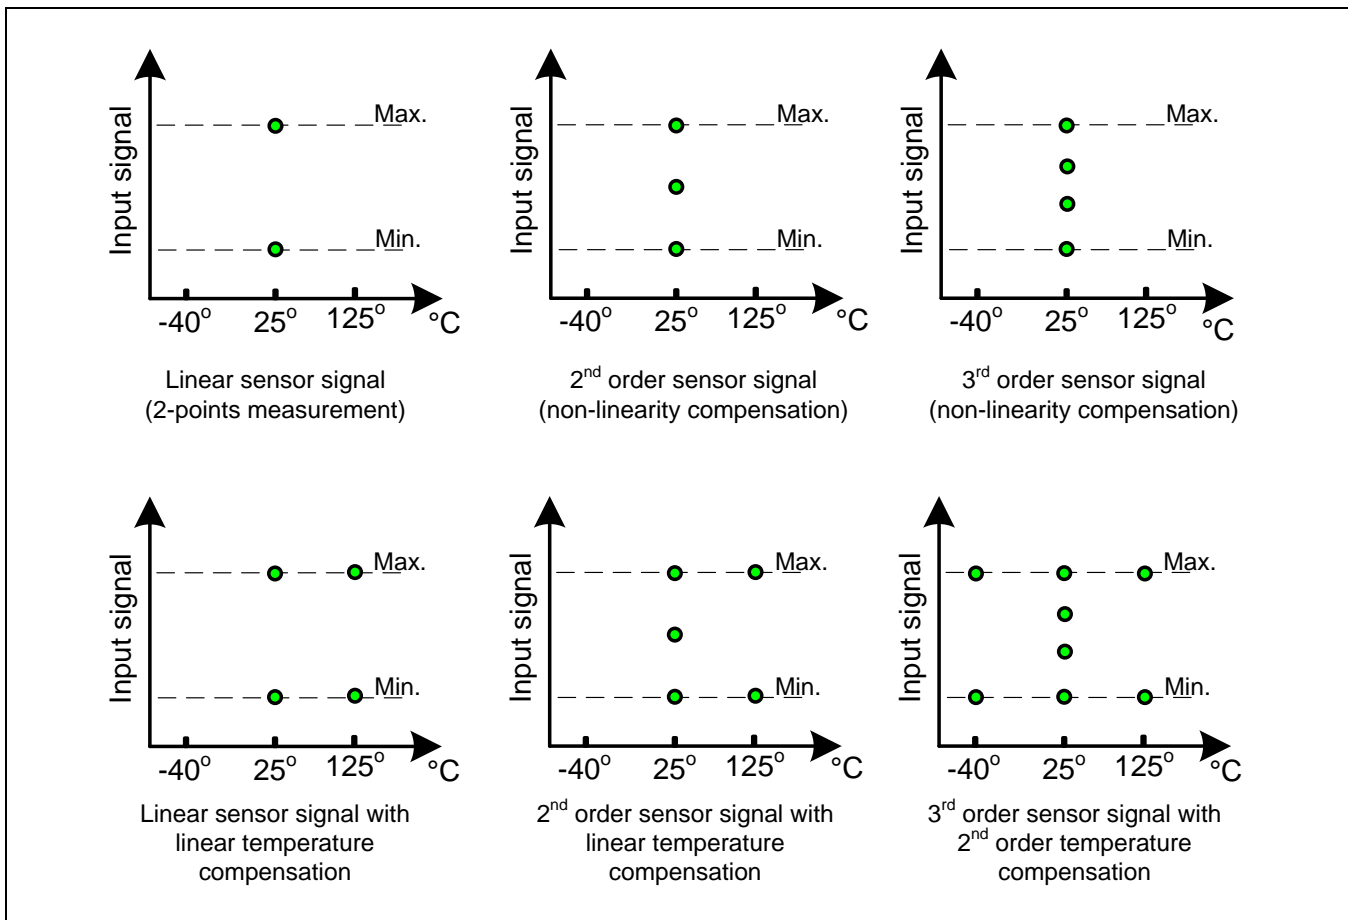 Input signal
Max.
Min.
-40° 25° 125° °C
Linear sensor signal
(2-points measurement)
Input signal
Max.
Min.
-40° 25° 125° °C
2nd order sensor signal
(non-linearity compensation)
Input signal
Max.
Min.
-40° 25° 125° °C
3rd order sensor signal
(non-linearity compensation)
Input signal
Max.
Min.
-40° 25° 125° °C
Linear sensor signal with
linear temperature
compensation
Input signal
Max.
Min.
-40° 25° 125° °C
2nd order sensor signal with
linear temperature
compensation
Input signal
Max.
Min.
-40° 25° 125° °C
3rd order sensor signal with
2nd order temperature
compensation